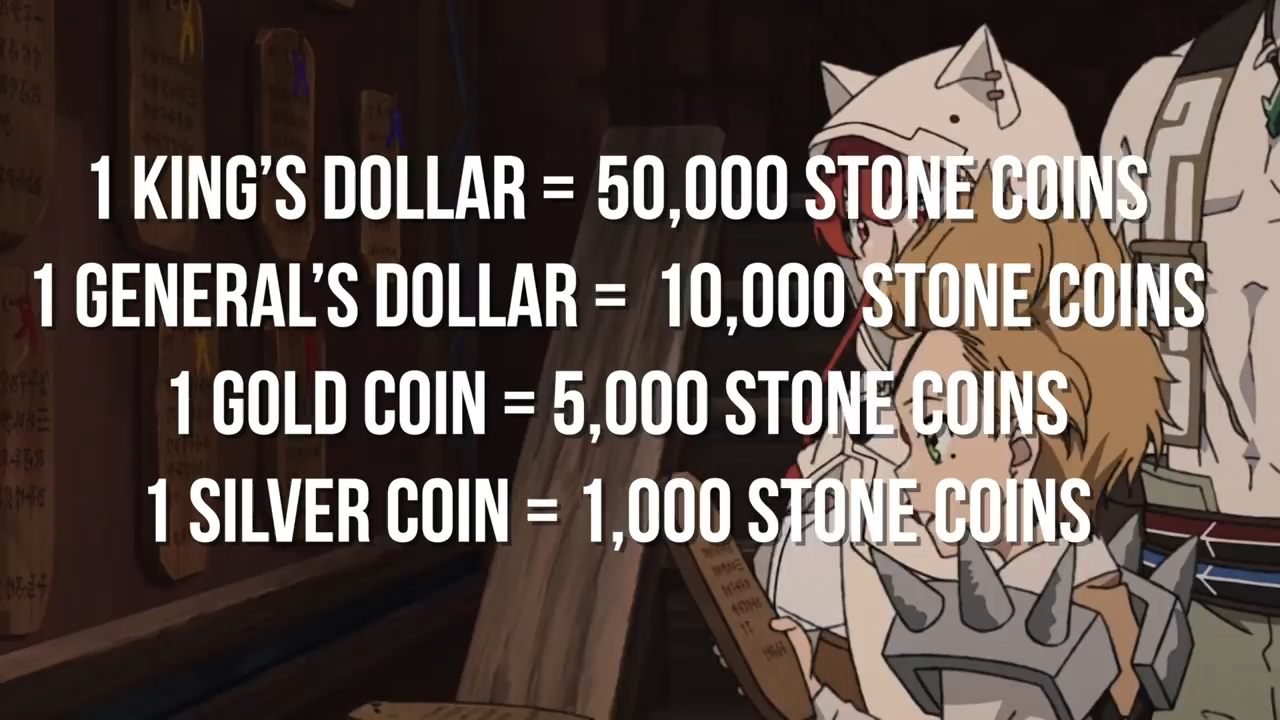 1 KING'S DOLLAR = 50,000 STONE COINS
1 GENERAL'S DOLLAR = 10,000 STONE COINS
1 GOLD COIN = 5,000 STONE COINS
1 SILVER COIN = 1,000 STONE COINS